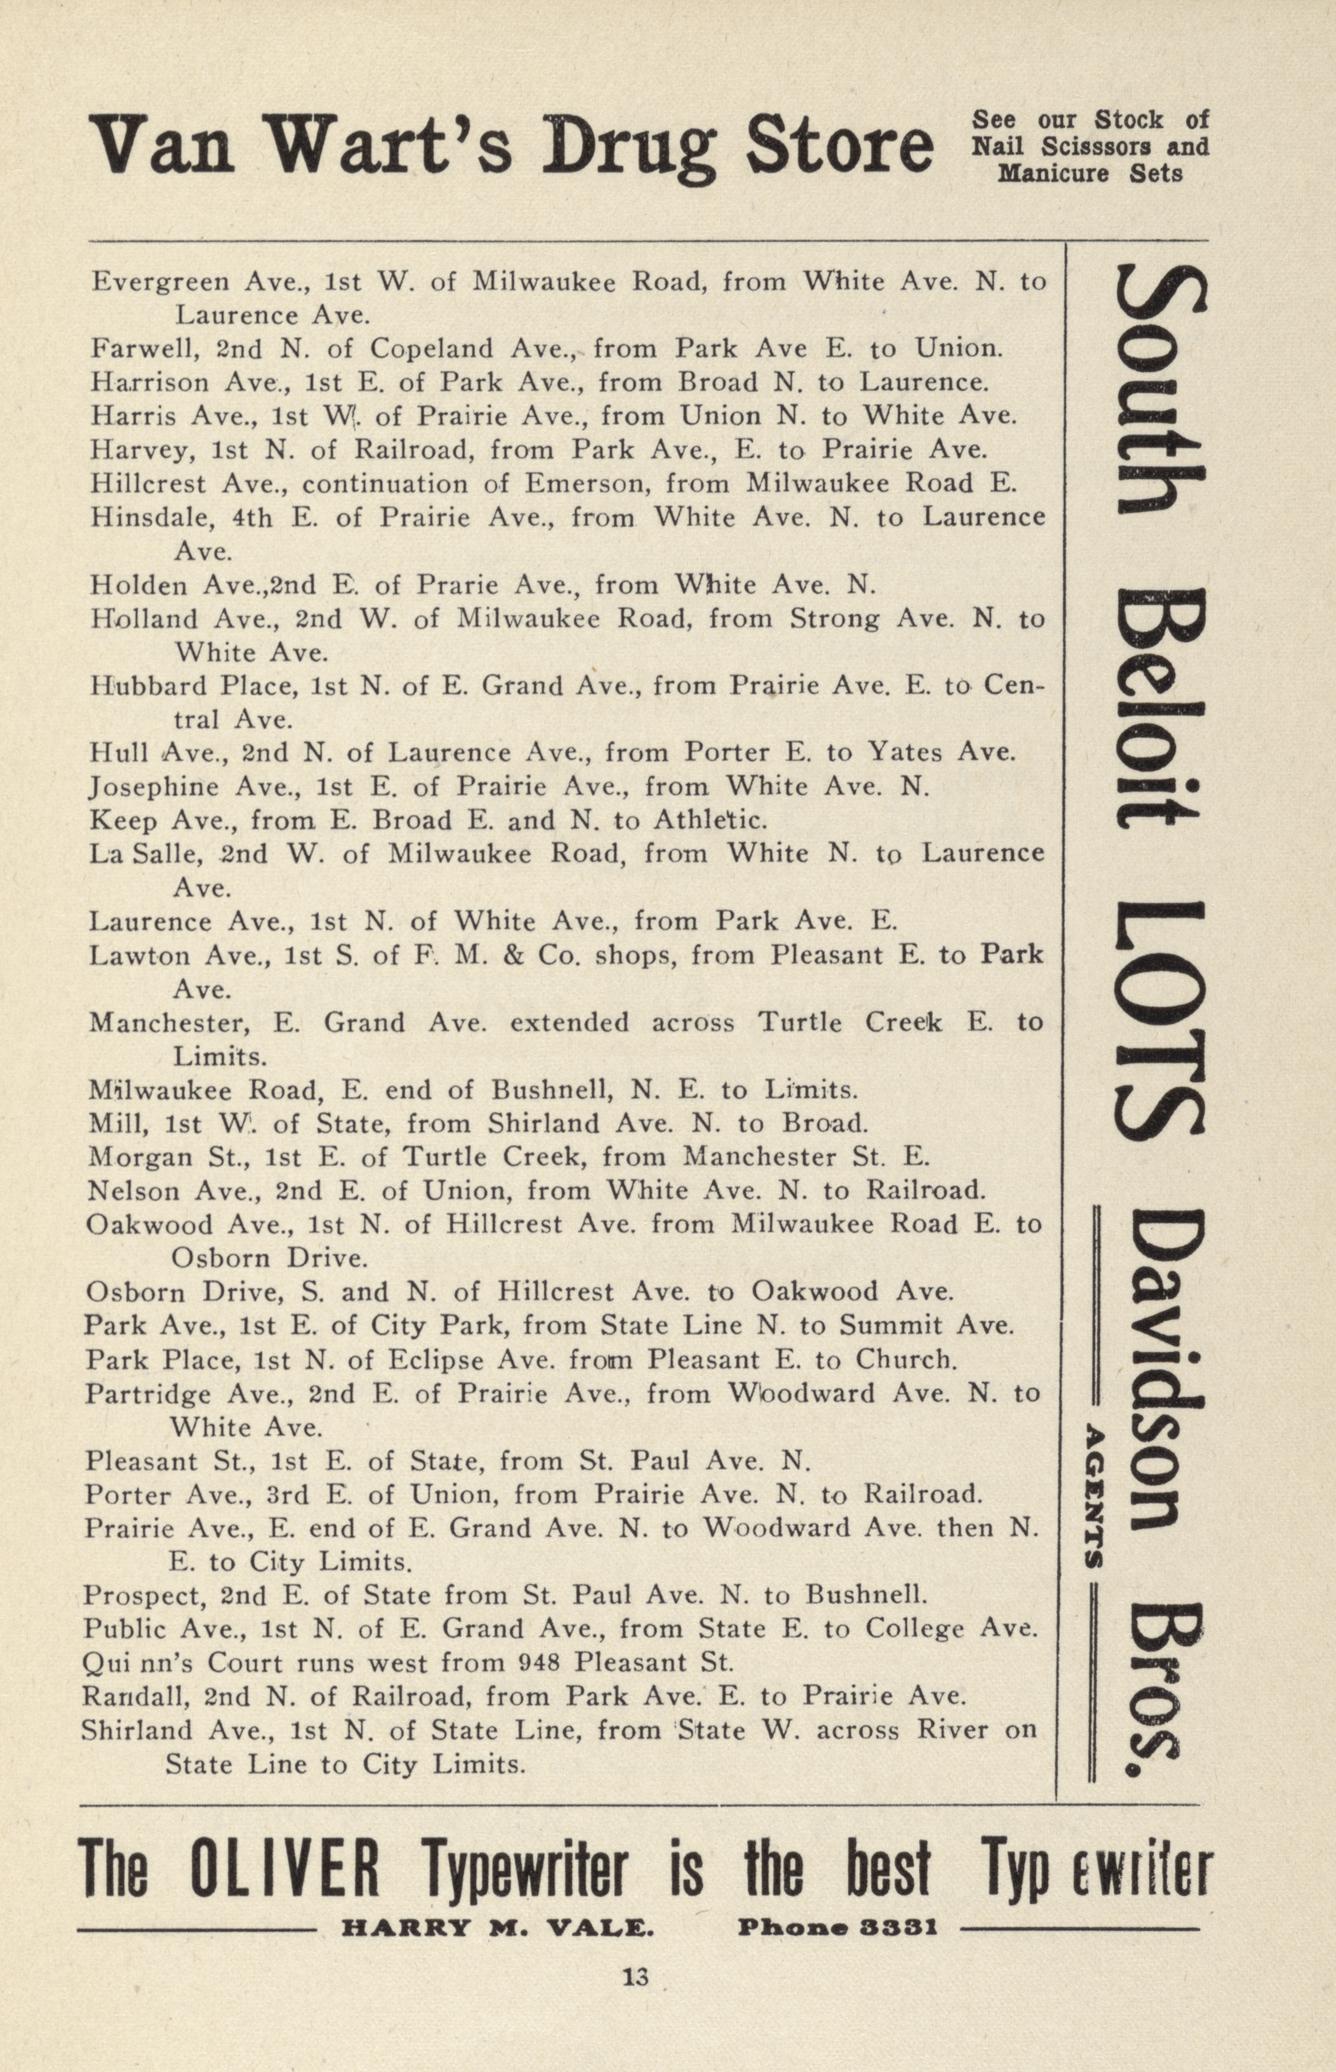 Van Wart's Drug Store
See our Stock of
Nail Scisssors and
Manicure Sets
Evergreen Ave., 1st W. of Milwaukee Road, from White Ave. N. to
Laurence Ave.
Farwell, 2nd N. of Copeland Ave., from Park Ave E. to Union.
Harrison Ave., 1st E. of Park Ave., from Broad N. to Laurence.
Harris Ave., 1st W. of Prairie Ave., from Union N. to White Ave.
Harvey, 1st N. of Railroad, from Park Ave., E. to Prairie Ave.
Hillcrest Ave., continuation of Emerson, from Milwaukee Road E.
Hinsdale, 4th E. of Prairie Ave., from White Ave. N. to Laurence
Ave.
Holden Ave.,2nd E. of Prarie Ave., from White Ave. N.
Holland Ave., 2nd W. of Milwaukee Road, from Strong Ave. N. to
White Ave.
Hubbard Place, 1st N. of E. Grand Ave., from Prairie Ave. E. to Cen-
tral Ave.
Hull Ave., 2nd N. of Laurence Ave., from Porter E. to Yates Ave.
Josephine Ave., 1st E. of Prairie Ave., from White Ave. N.
Keep Ave., from E. Broad E. and N. to Athletic.
La Salle, 2nd W. of Milwaukee Road, from White N. to Laurence
Ave.
Laurence Ave., 1st N. of White Ave., from Park Ave. E.
Lawton Ave., 1st S. of F. M. & Co. shops, from Pleasant E. to Park
Ave.
Manchester, E. Grand Ave. extended across Turtle Creek E. to
Limits.
Milwaukee Road, E. end of Bushnell, N. E. to Limits.
Mill, 1st W. of State, from Shirland Ave. N. to Broad.
Morgan St., 1st E. of Turtle Creek, from Manchester St. E.
Nelson Ave., 2nd E. of Union, from White Ave. N. to Railroad.
Oakwood Ave., 1st N. of Hillcrest Ave. from Milwaukee Road E. to
Osborn Drive.
Osborn Drive, S. and N. of Hillcrest Ave. to Oakwood Ave.
Park Ave., 1st E. of City Park, from State Line N. to Summit Ave.
Park Place, 1st N. of Eclipse Ave. from Pleasant E. to Church.
Partridge Ave., 2nd E. of Prairie Ave., from Woodward Ave. N. to
White Ave.
Pleasant St., 1st E. of State, from St. Paul Ave. N.
Porter Ave., 3rd E. of Union, from Prairie Ave. N. to Railroad.
Prairie Ave., E. end of E. Grand Ave. N. to Woodward Ave. then N.
E. to City Limits.
Prospect, 2nd E. of State from St. Paul Ave. N. to Bushnell.
Public Ave., 1st N. of E. Grand Ave., from State E. to College Ave.
Qui nn's Court runs west from 948 Pleasant St.
Randall, 2nd N. of Railroad, from Park Ave. E. to Prairie Ave.
Shirland Ave., 1st N. of State Line, from State W. across River on
State Line to City Limits.
South Beloit LOTS Davidson Bros.
AGENTS
The OLIVER Typewriter is the best Typ ewriter
HARRY M. VALE. Phone 3331
13